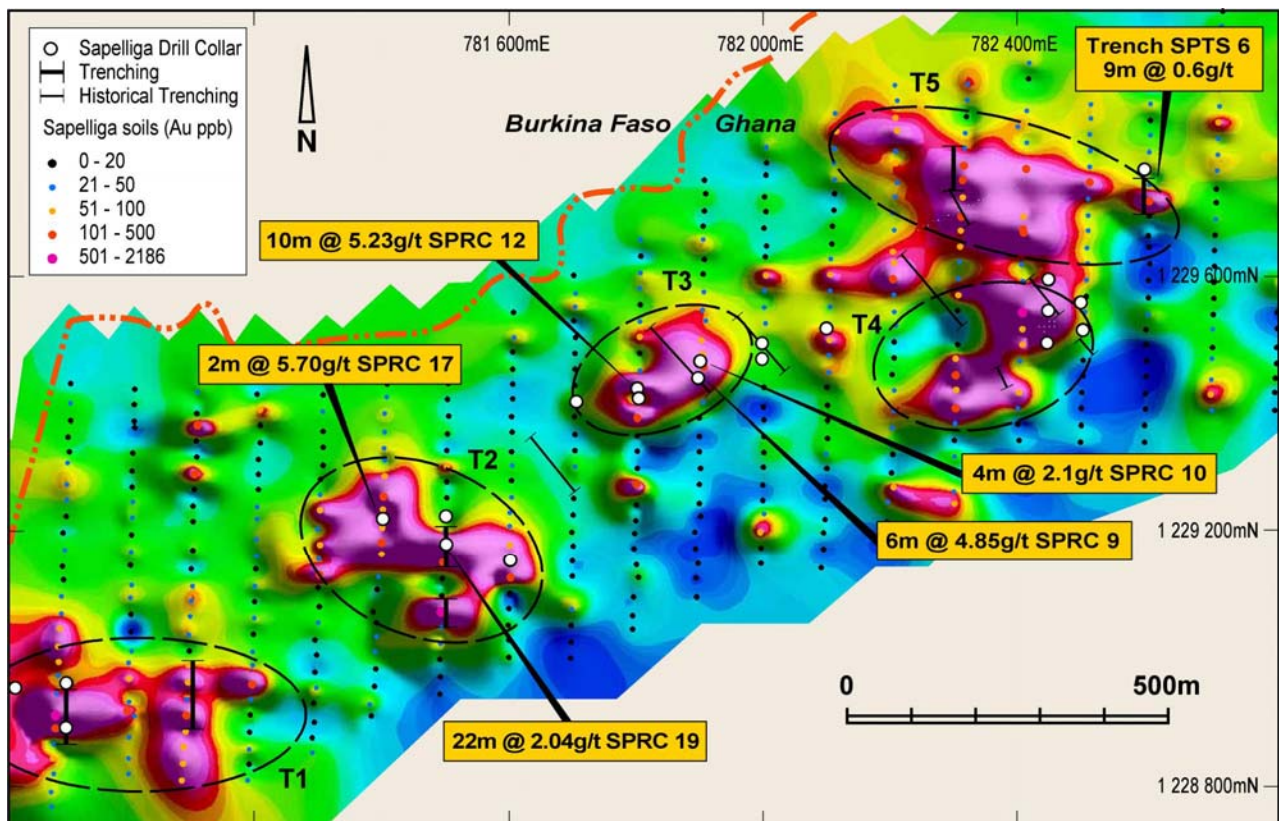 Sapelliga Drill Collar
Trenching
Historical Trenching
Sapelliga soils (Au ppb)
0 - 20
21 - 50
51 - 100
101 - 500
501 - 2186
N
781 600mE
782 000mE
782 400mE
Trench SPTS 6
9m @ 0.6g/t
T5
Burkina Faso
Ghana
10m @ 5.23g/t SPRC 12
1 229 600mN
T3
T4
2m @ 5.70g/t SPRC 17
T2
4m @ 2.1g/t SPRC 10
6m @ 4.85g/t SPRC 9
1 229 200mN
0
500m
22m @ 2.04g/t SPRC 19
T1
1 228 800mN